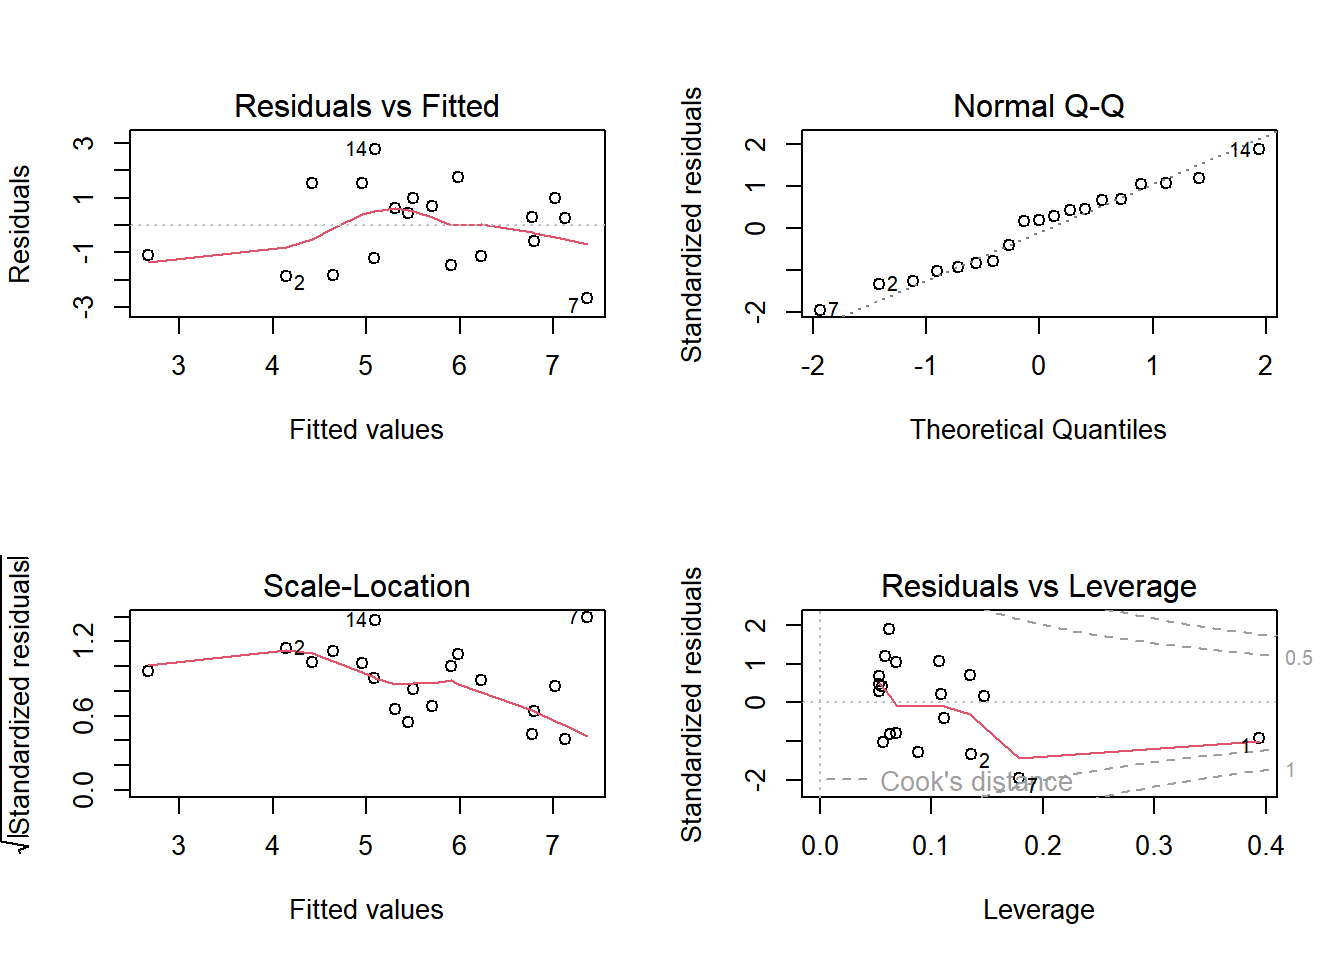 Residuals vs Fitted
Residuals
3
1
-1
-3
14
2
7
3 4 5 6 7
Fitted values
Normal Q-Q
Standardized residuals
2
1
0
-2
14
2
7
-2 -1 0 1 2
Theoretical Quantiles
Scale-Location
√|Standardized residuals|
1.2
0.6
0.0
14
7
2
3 4 5 6 7
Fitted values
Residuals vs Leverage
Standardized residuals
2
1
0
-2
0.5
1
2
1
7
Cook's distance
0.0 0.1 0.2 0.3 0.4
Leverage